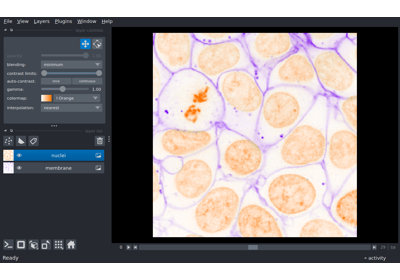 File View Layers Plugins Window Help
blending: minimum
contrast limits:
auto-contrast: once continuous
gamma: 1.00
colormap: I Orange
interpolation: nearest
nuclei
membrane
Ready
activity